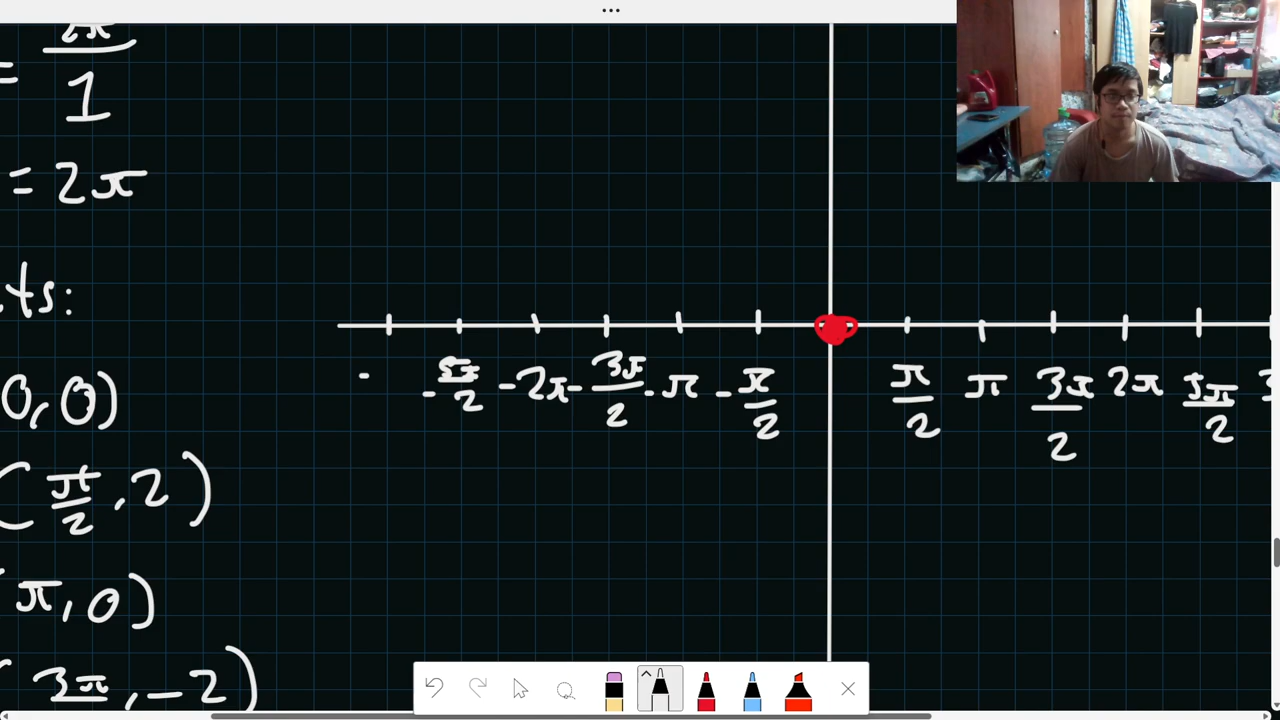 2π
= ―
1
= 2π
ts:
0, 0)
(π/2, 2)
(π, 0)
(3π/2, -2)
- -5π/2 -2π -3π/2 -π -π/2 π/2 π 3π/2 2π 5π/2 3